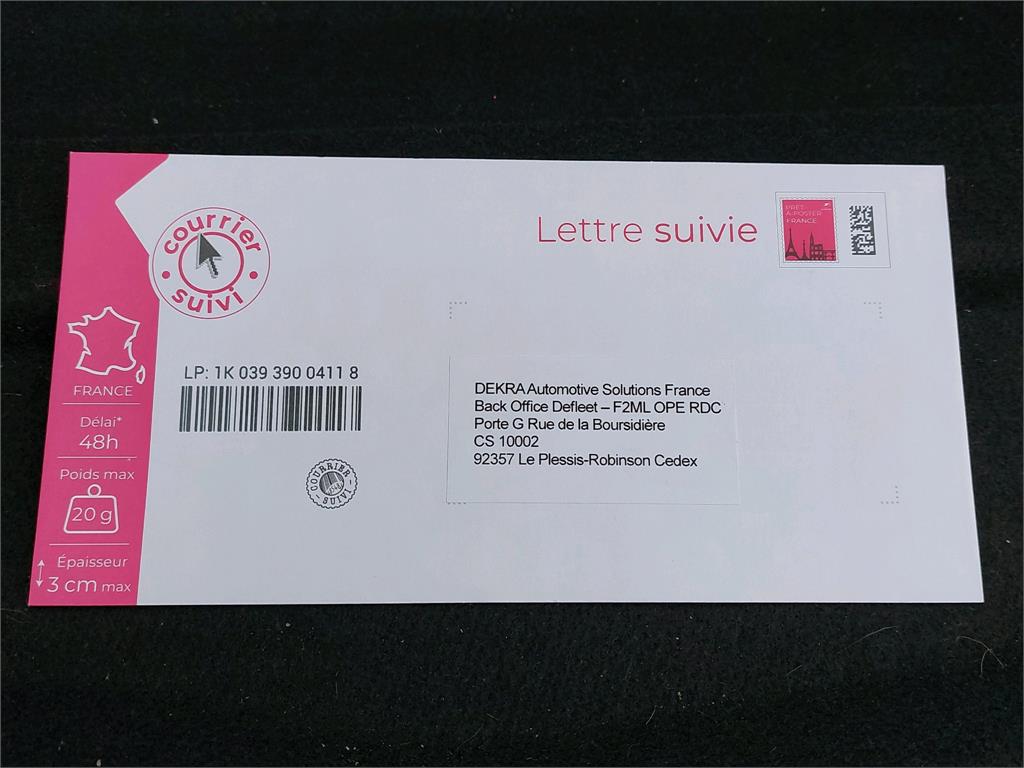 courrier
suivi
Lettre suivie
PRÊT-
À-POSTER
FRANCE
FRANCE
Délai*
48h
Poids max
20 g
Épaisseur
3 cm max
LP: 1K 039 390 0411 8
COURRIER
SUIVI
DEKRA Automotive Solutions France
Back Office Defleet – F2ML OPE RDC
Porte G Rue de la Boursidière
CS 10002
92357 Le Plessis-Robinson Cedex